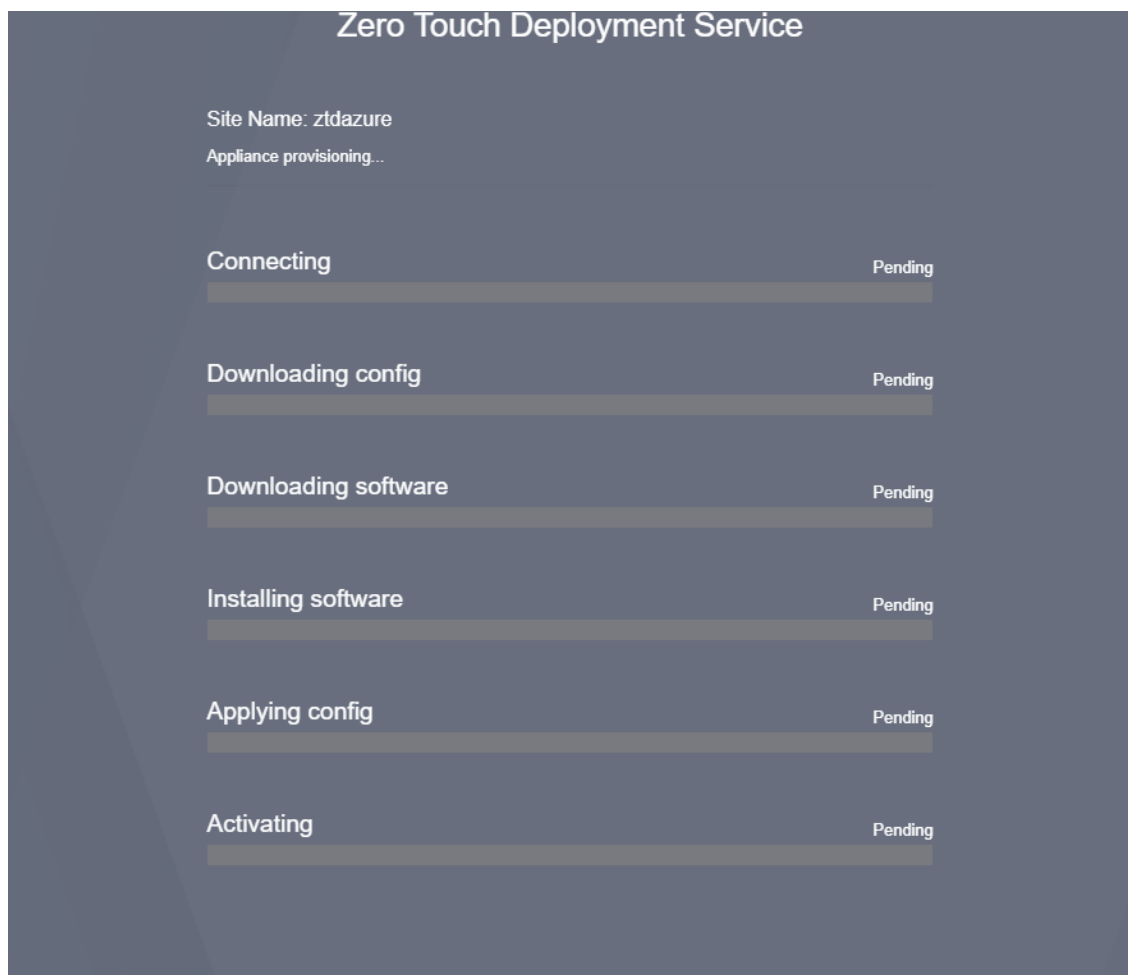 Zero Touch Deployment Service
Site Name: ztdazure
Appliance provisioning...
Connecting
Pending
Downloading config
Pending
Downloading software
Pending
Installing software
Pending
Applying config
Pending
Activating
Pending